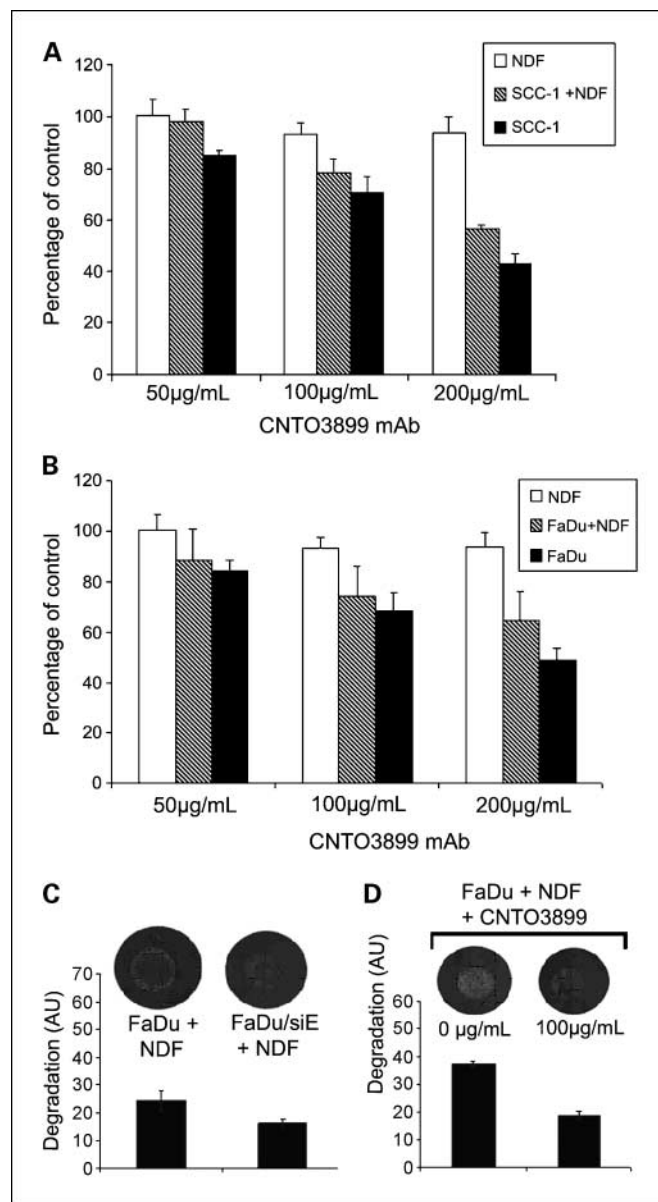 A
120
100
80
60
40
20
0
Percentage of control
NDF
SCC-1 +NDF
SCC-1
50µg/mL
100µg/mL
200µg/mL
CNTO3899 mAb
B
120
100
80
60
40
20
0
Percentage of control
NDF
FaDu+NDF
FaDu
50µg/mL
100µg/mL
200µg/mL
CNTO3899 mAb
C
70
60
50
40
30
20
10
0
Degradation (AU)
FaDu +
NDF
FaDu/siE
+ NDF
D
FaDu + NDF
+ CNTO3899
60
50
40
30
20
10
0
Degradation (AU)
0 µg/mL
100µg/mL